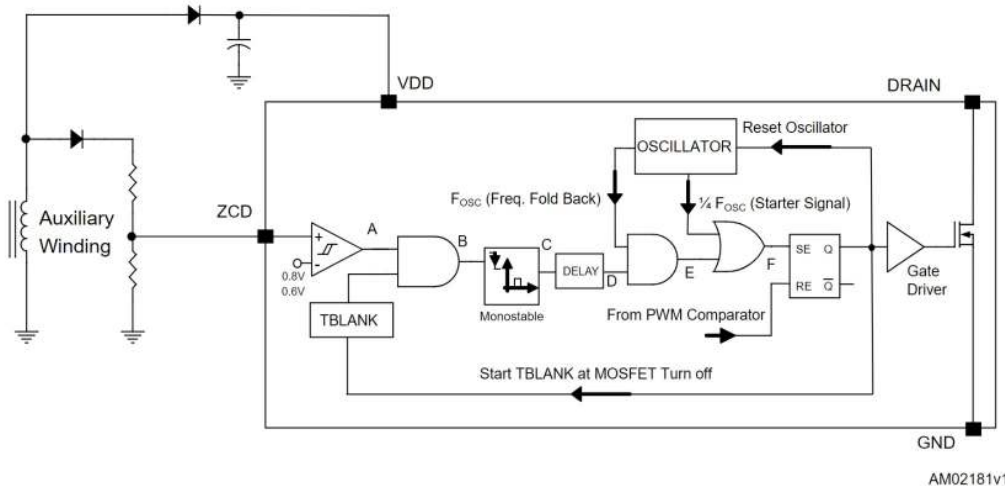 VDD
DRAIN
Reset Oscillator
OSCILLATOR
Auxiliary
Winding
ZCD
FOSC (Freq. Fold Back)
¼ FOSC (Starter Signal)
+
-
0.8V
0.6V
A
B
C
DELAY
D
E
F
SE Q
RE Q̅
Gate
Driver
TBLANK
Monostable
From PWM Comparator
Start TBLANK at MOSFET Turn off
GND
AM02181v1